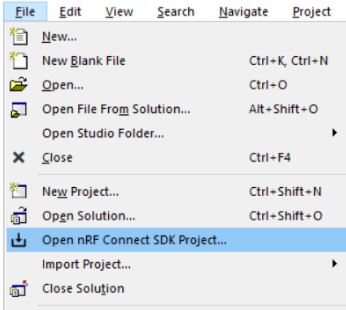 File Edit View Search Navigate Project
New...
New Blank File Ctrl+K, Ctrl+N
Open... Ctrl+O
Open File From Solution... Alt+Shift+O
Open Studio Folder...
Close Ctrl+F4
New Project... Ctrl+Shift+N
Open Solution... Ctrl+Shift+O
Open nRF Connect SDK Project...
Import Project...
Close Solution